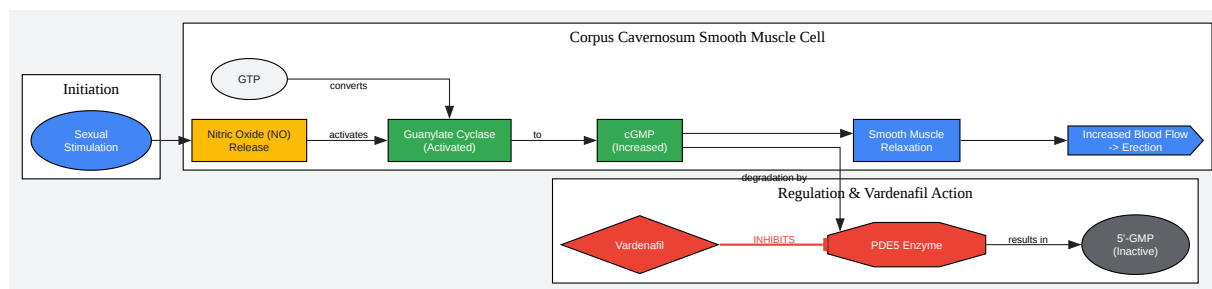 Corpus Cavernosum Smooth Muscle Cell
Initiation
GTP
converts
Sexual
Stimulation
Nitric Oxide (NO)
Release
activates
Guanylate Cyclase
(Activated)
to
cGMP
(Increased)
Smooth Muscle
Relaxation
Increased Blood Flow
-> Erection
degradation by
Regulation & Vardenafil Action
Vardenafil
INHIBITS
PDE5 Enzyme
results in
5'-GMP
(Inactive)